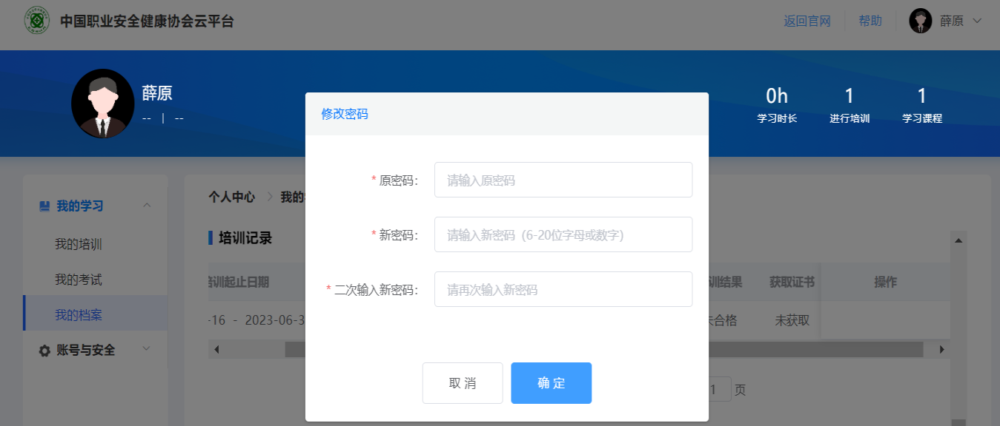 中国职业安全健康协会云平台
返回官网
帮助
薛原
薛原
-- | --
0h
学习时长
1
进行培训
1
学习课程
修改密码
* 原密码：
请输入原密码
* 新密码：
请输入新密码（6-20位字母或数字）
* 二次输入新密码：
请再次输入新密码
取 消
确 定
我的学习
我的培训
我的考试
我的档案
账号与安全
个人中心
我的
培训记录
训起止日期
训结果
获取证书
操作
-16 - 2023-06-3
合格
未获取
1
页